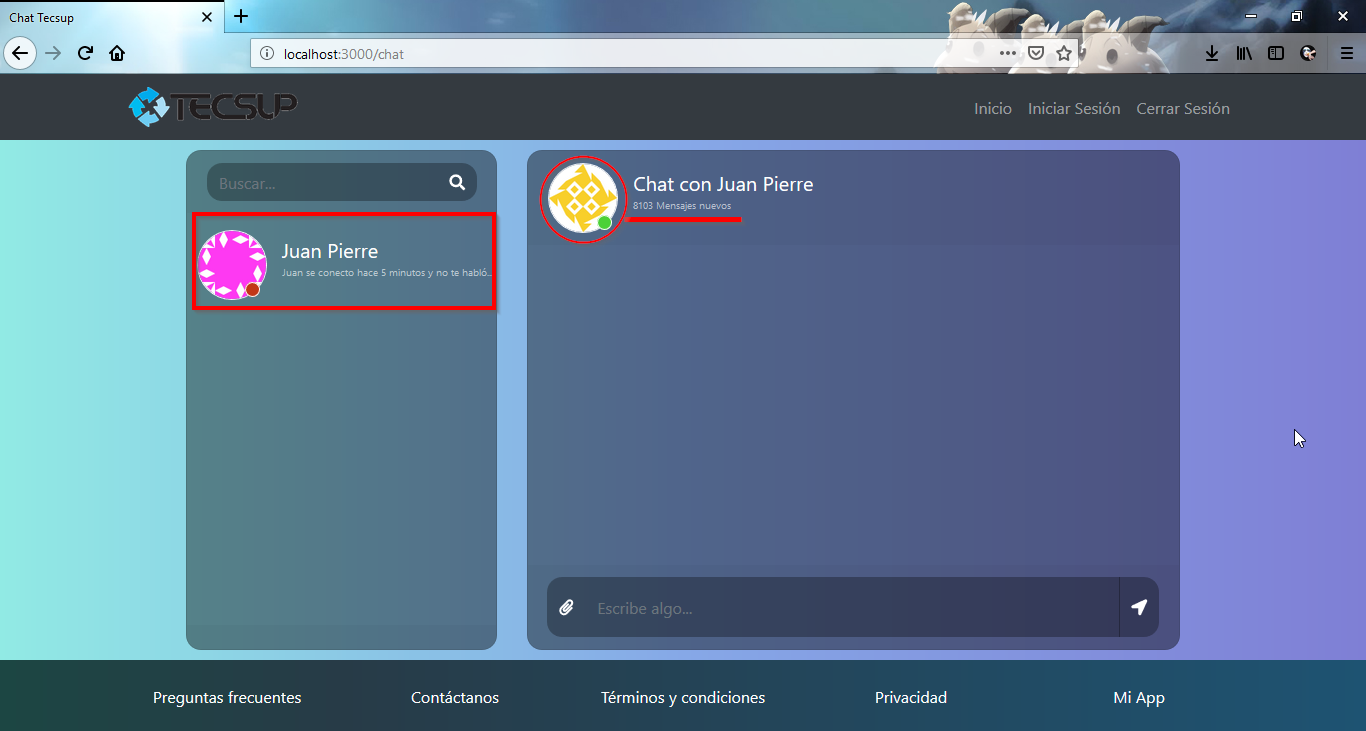 Chat Tecsup
localhost:3000/chat
TECSUP
Inicio Iniciar Sesión Cerrar Sesión
Buscar...
Juan Pierre
Juan se conecto hace 5 minutos y no te habló...
Chat con Juan Pierre
8103 Mensajes nuevos
Escribe algo...
Preguntas frecuentes Contáctanos Términos y condiciones Privacidad Mi App